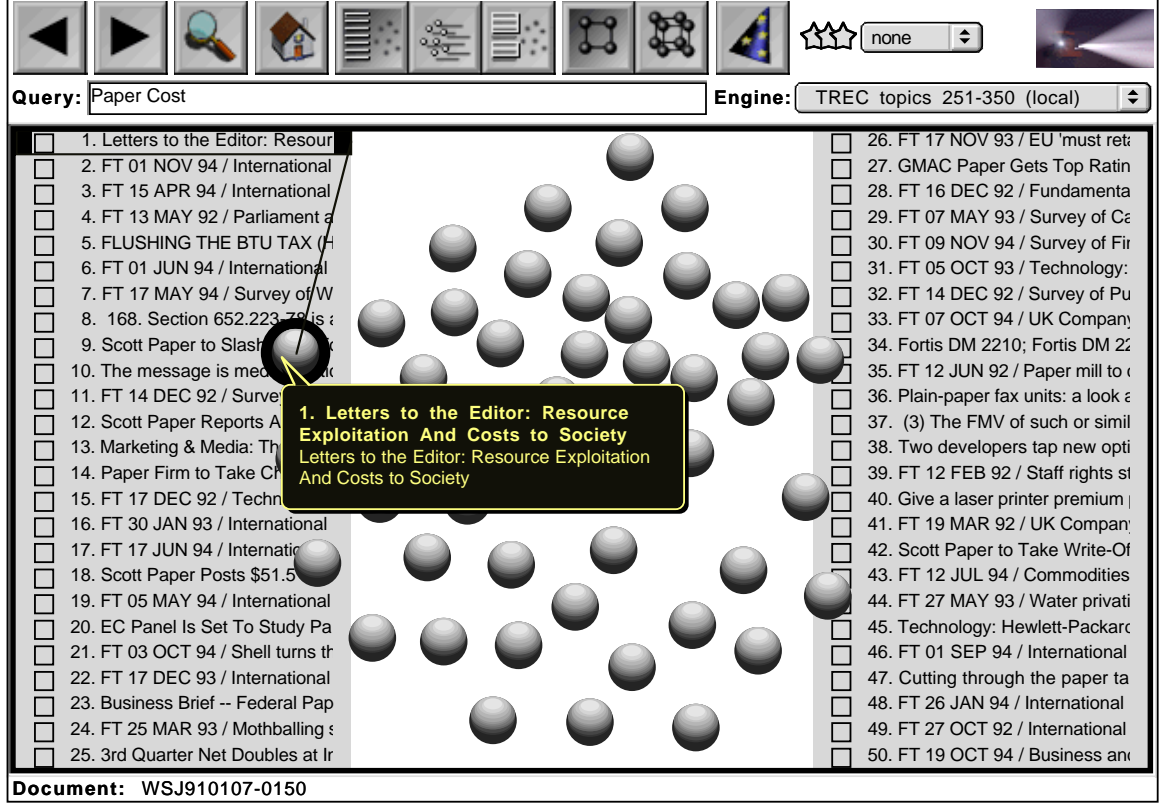 none
Query: Paper Cost
Engine: TREC topics 251-350 (local)
1. Letters to the Editor: Resour
2. FT 01 NOV 94 / International
3. FT 15 APR 94 / International
4. FT 13 MAY 92 / Parliament a
5. FLUSHING THE BTU TAX (H
6. FT 01 JUN 94 / International
7. FT 17 MAY 94 / Survey of W
8. 168. Section 652.223-78 is a
9. Scott Paper to Slash
10. The message is med
11. FT 14 DEC 92 / Surve
12. Scott Paper Reports A
13. Marketing & Media: Th
14. Paper Firm to Take Ch
15. FT 17 DEC 92 / Techn
16. FT 30 JAN 93 / International
17. FT 17 JUN 94 / Internatio
18. Scott Paper Posts $51.5
19. FT 05 MAY 94 / International
20. EC Panel Is Set To Study Pa
21. FT 03 OCT 94 / Shell turns th
22. FT 17 DEC 93 / International
23. Business Brief -- Federal Pap
24. FT 25 MAR 93 / Mothballing s
25. 3rd Quarter Net Doubles at In
1. Letters to the Editor: Resource
Exploitation And Costs to Society
Letters to the Editor: Resource Exploitation
And Costs to Society
26. FT 17 NOV 93 / EU 'must reta
27. GMAC Paper Gets Top Ratin
28. FT 16 DEC 92 / Fundamenta
29. FT 07 MAY 93 / Survey of Ca
30. FT 09 NOV 94 / Survey of Fin
31. FT 05 OCT 93 / Technology:
32. FT 14 DEC 92 / Survey of Pu
33. FT 07 OCT 94 / UK Company
34. Fortis DM 2210; Fortis DM 22
35. FT 12 JUN 92 / Paper mill to c
36. Plain-paper fax units: a look a
37. (3) The FMV of such or simil
38. Two developers tap new opti
39. FT 12 FEB 92 / Staff rights st
40. Give a laser printer premium
41. FT 19 MAR 92 / UK Company
42. Scott Paper to Take Write-Of
43. FT 12 JUL 94 / Commodities
44. FT 27 MAY 93 / Water privati
45. Technology: Hewlett-Packard
46. FT 01 SEP 94 / International
47. Cutting through the paper ta
48. FT 26 JAN 94 / International
49. FT 27 OCT 92 / International
50. FT 19 OCT 94 / Business and
Document: WSJ910107-0150